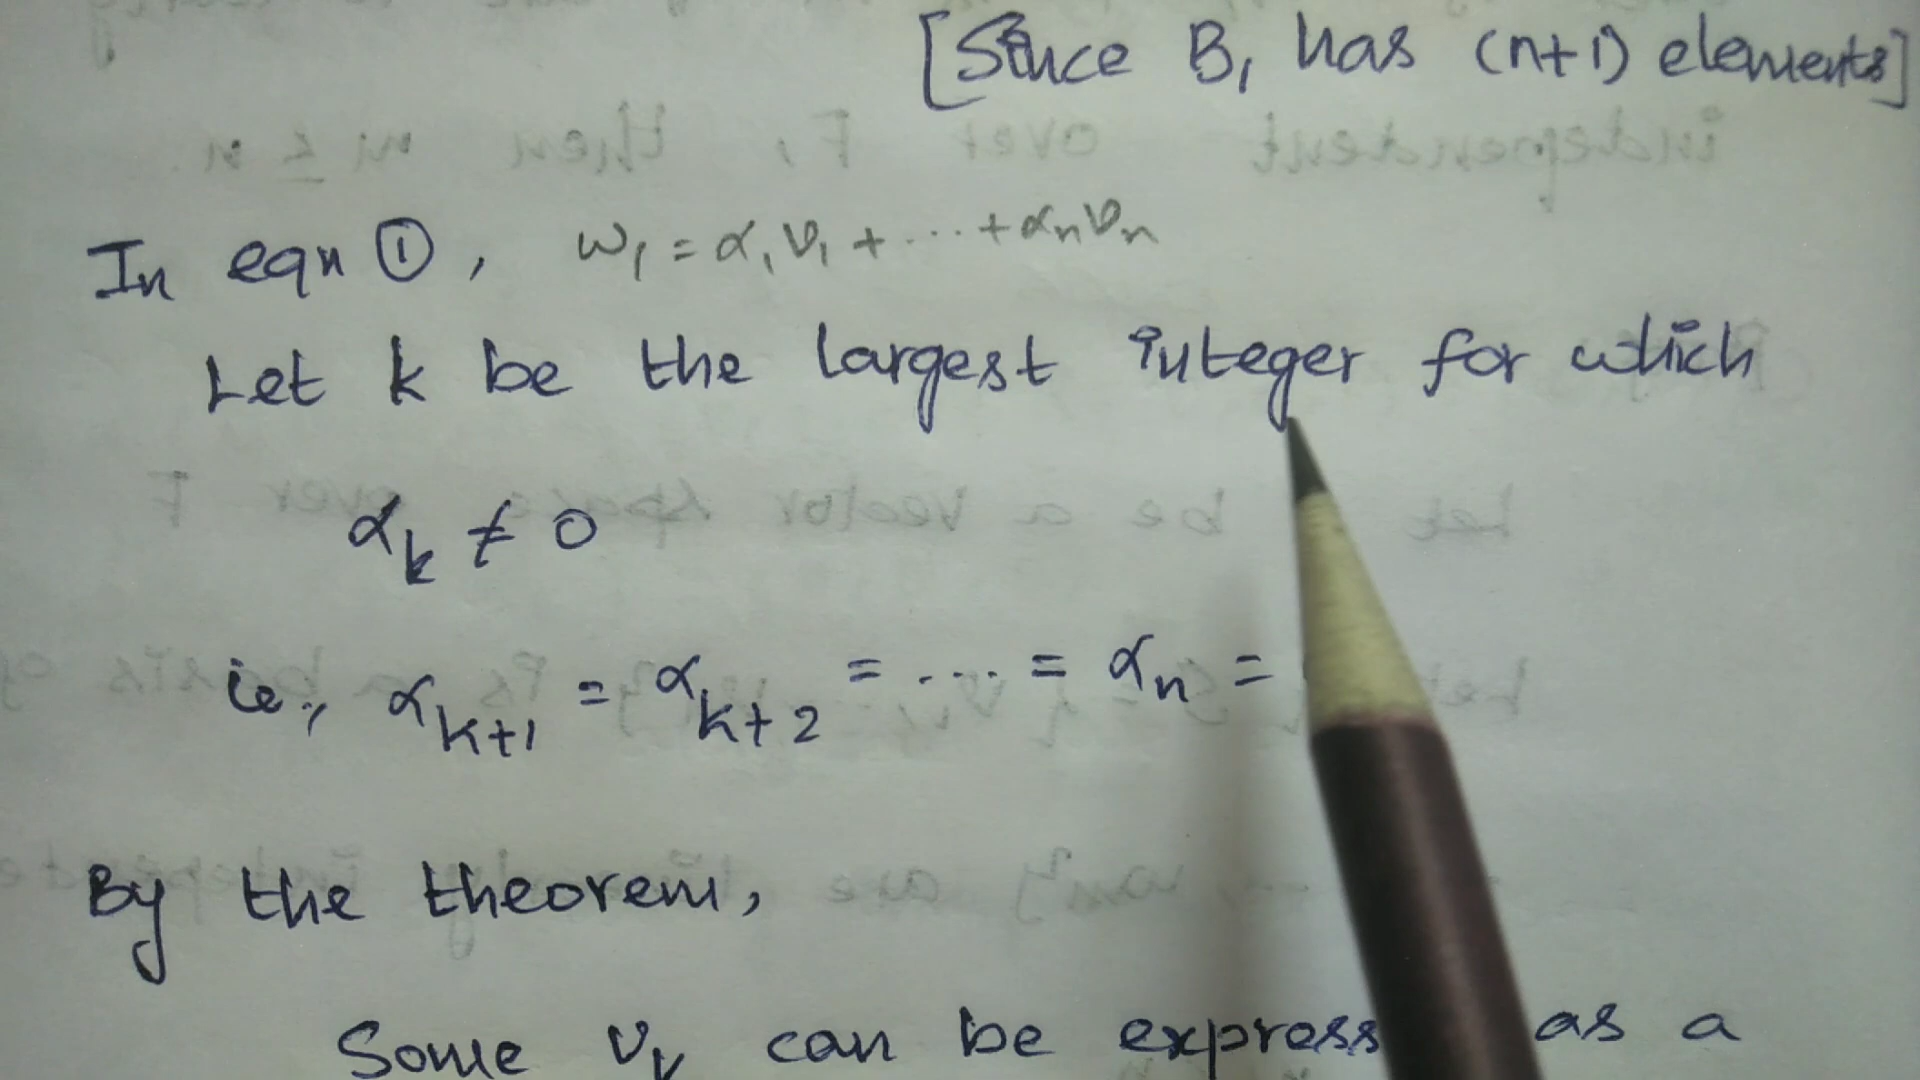 [Since B₁ has (n+1) elements]
In eqn ①, w₁ = α₁v₁ + ... + αₙvₙ
Let k be the largest integer for which
αₖ ≠ 0
ie., αₖ₊₁ = αₖ₊₂ = ... = αₙ =
By the theorem,
Some vₖ can be express as a